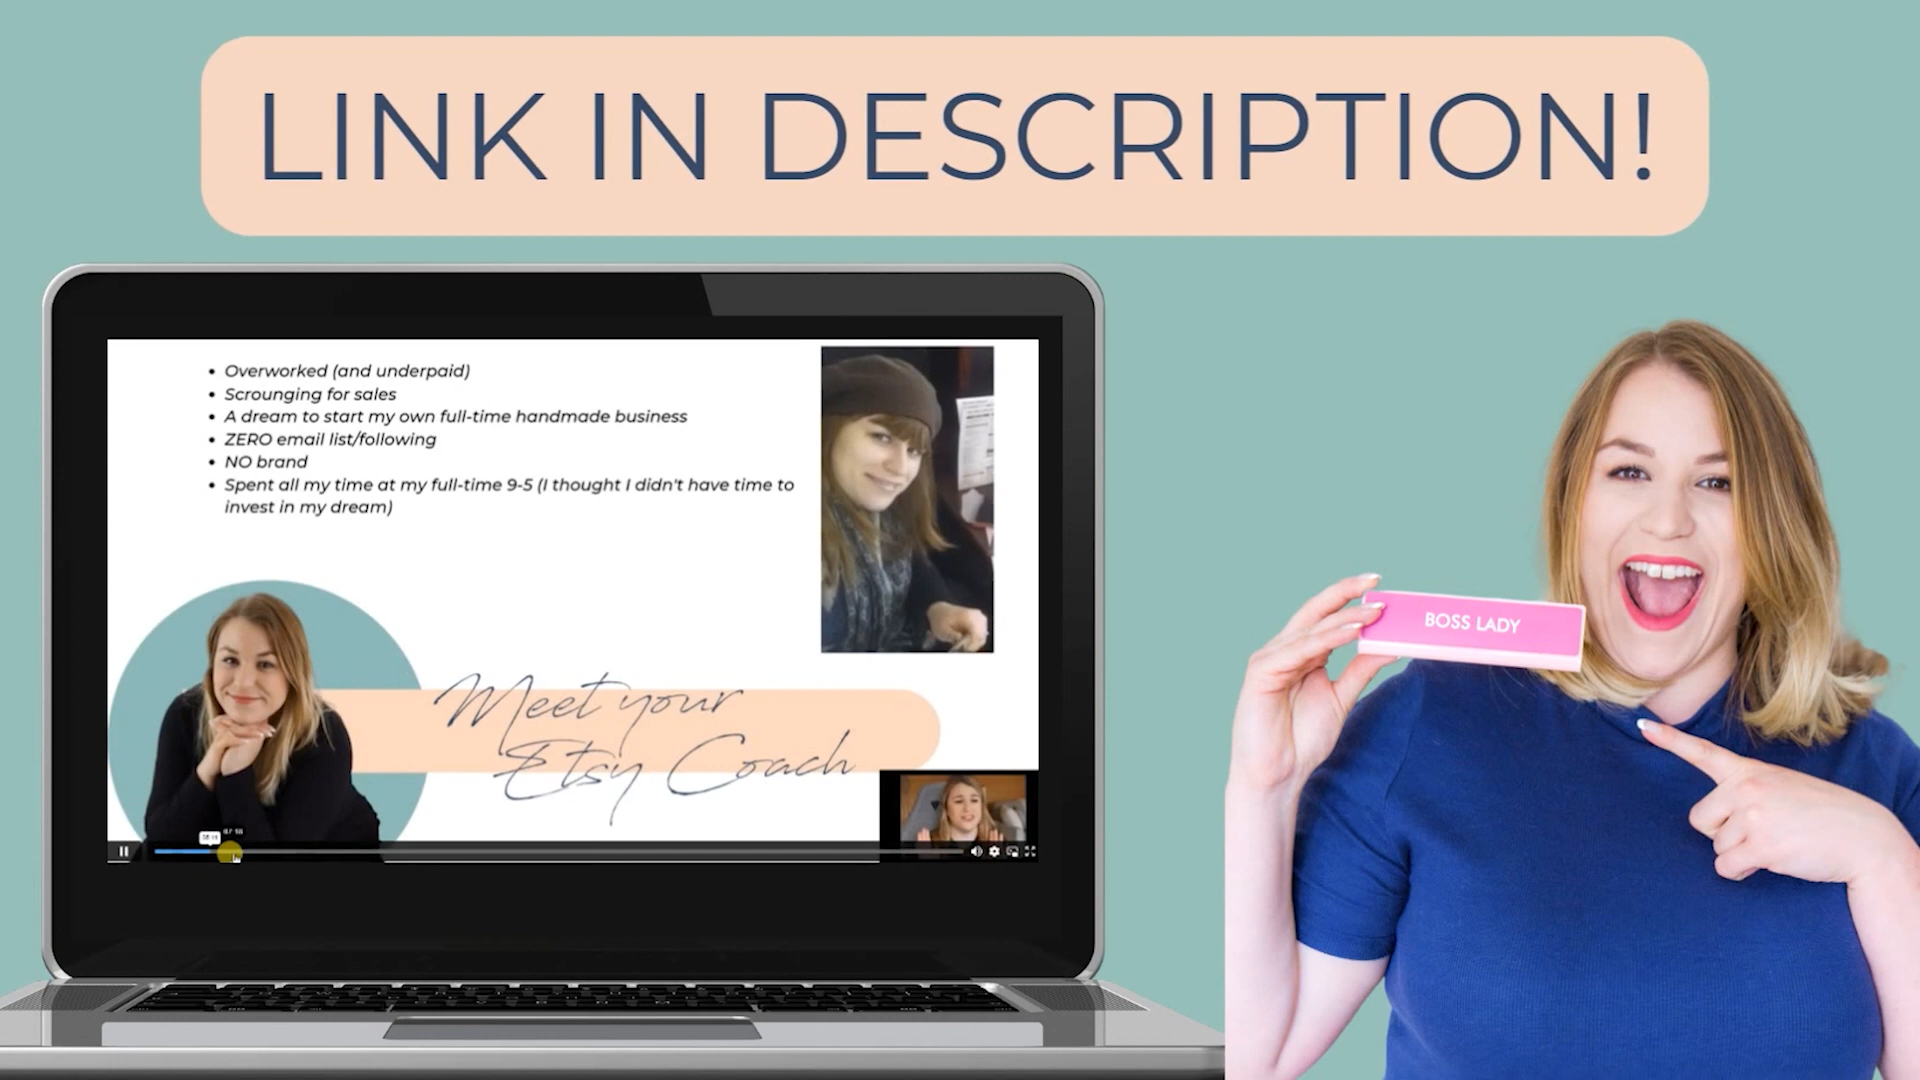 LINK IN DESCRIPTION!
• Overworked (and underpaid)
• Scrounging for sales
• A dream to start my own full-time handmade business
• ZERO email list/following
• NO brand
• Spent all my time at my full-time 9-5 (I thought I didn't have time to
invest in my dream)
BOSS LADY
Meet your
Etsy Coach